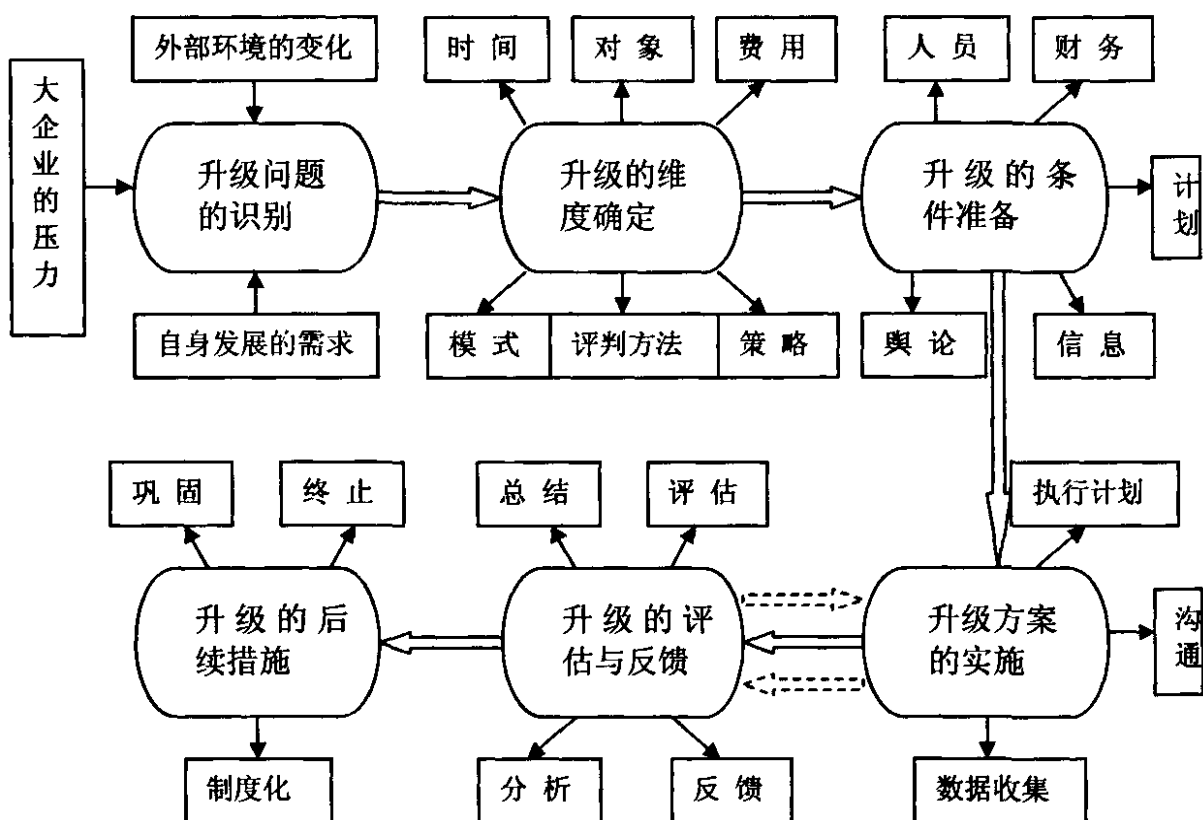 外部环境的变化
时 间
对 象
费 用
人 员
财 务
大企业的压力
升级问题
的识别
升级的维
度确定
升级的条
件准备
计划
自身发展的需求
模 式
评判方法
策 略
舆 论
信 息
巩 固
终 止
总 结
评 估
执行计划
升级的后
续措施
升级的评
估与反馈
升级方案
的实施
沟通
制度化
分 析
反 馈
数据收集